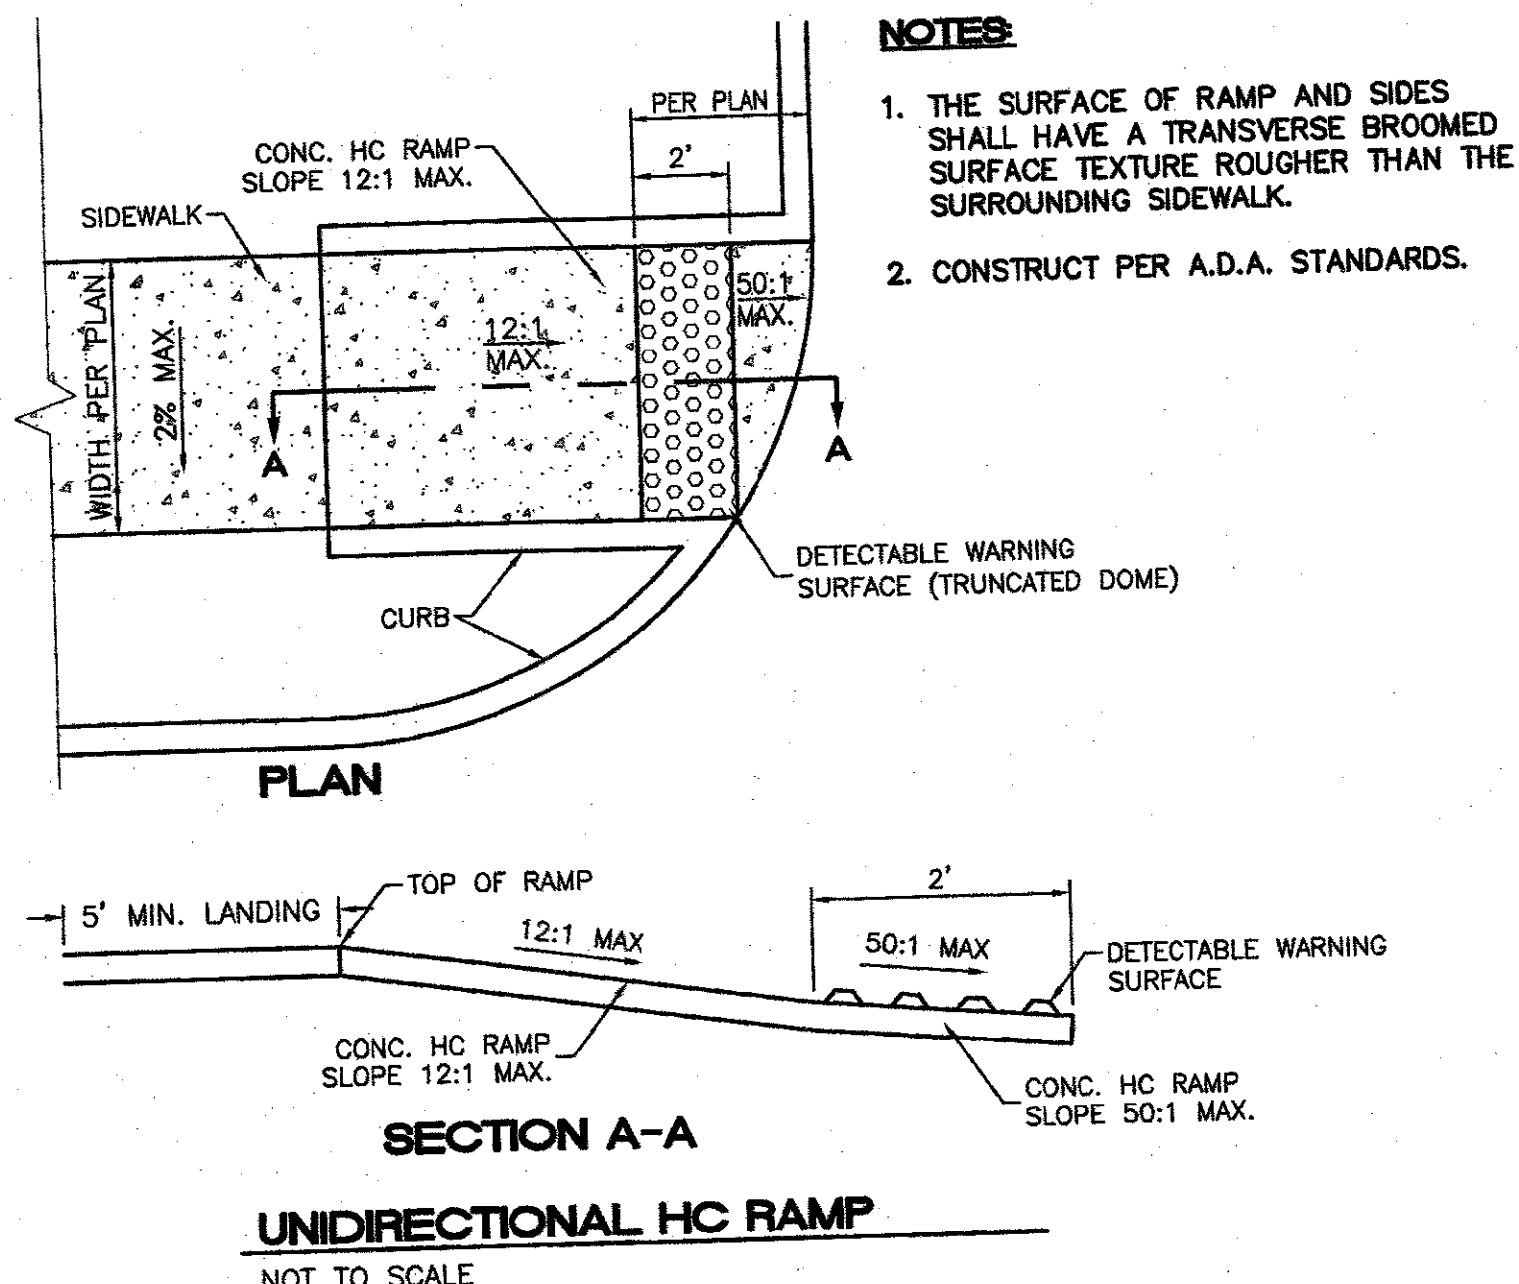 NOTES:
1. THE SURFACE OF RAMP AND SIDES
SHALL HAVE A TRANSVERSE BROOMED
SURFACE TEXTURE ROUGHER THAN THE
SURROUNDING SIDEWALK.
2. CONSTRUCT PER A.D.A. STANDARDS.
PER PLAN
2'
CONC. HC RAMP
SLOPE 12:1 MAX.
SIDEWALK
WIDTH PER PLAN
2% MAX.
12:1
MAX.
50:1
MAX.
A
A
DETECTABLE WARNING
SURFACE (TRUNCATED DOME)
CURB
PLAN
5' MIN. LANDING
TOP OF RAMP
12:1 MAX
2'
50:1 MAX
DETECTABLE WARNING
SURFACE
CONC. HC RAMP
SLOPE 12:1 MAX.
CONC. HC RAMP
SLOPE 50:1 MAX.
SECTION A-A
UNIDIRECTIONAL HC RAMP
NOT TO SCALE